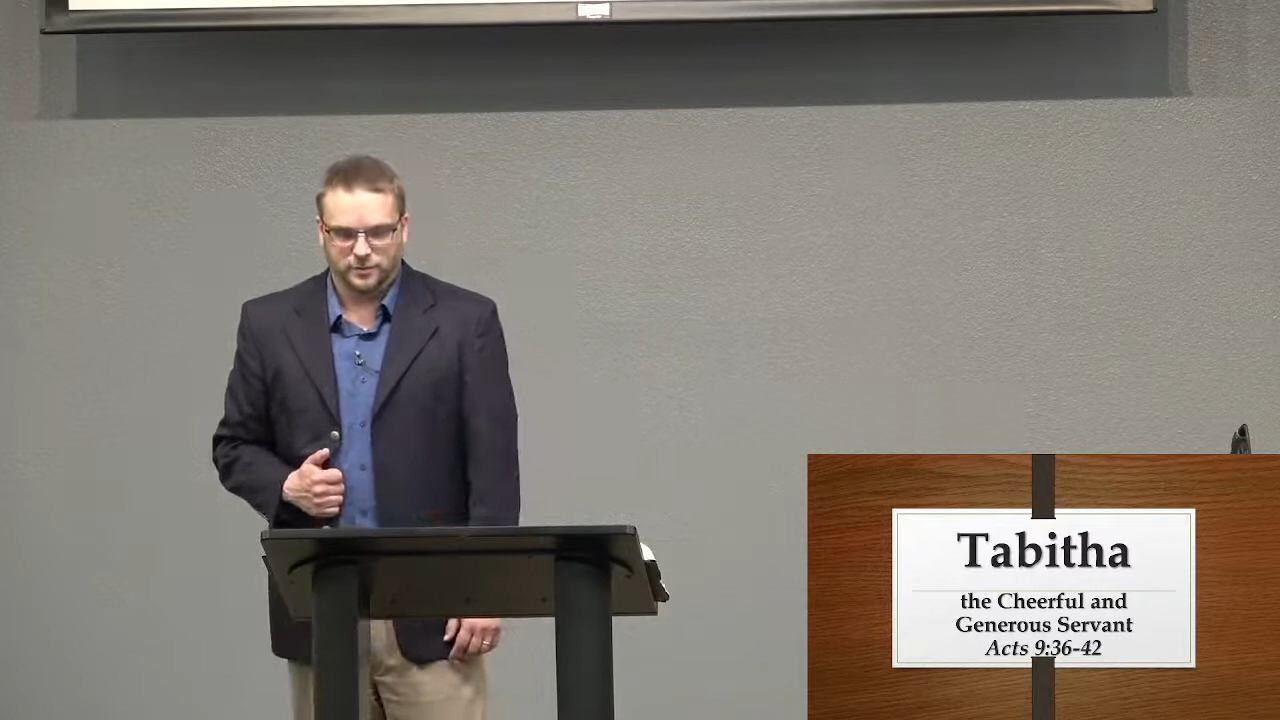 Tabitha
the Cheerful and
Generous Servant
Acts 9:36-42